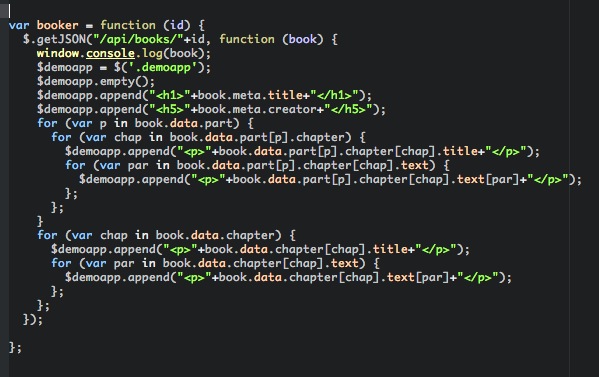 var booker = function (id) {
  $.getJSON("/api/books/"+id, function (book) {
    window.console.log(book);
    $demoapp = $('.demoapp');
    $demoapp.empty();
    $demoapp.append("<h1>"+book.meta.title+"</h1>");
    $demoapp.append("<h5>"+book.meta.creator+"</h5>");
    for (var p in book.data.part) {
      for (var chap in book.data.part[p].chapter) {
        $demoapp.append("<p>"+book.data.part[p].chapter[chap].title+"</p>");
        for (var par in book.data.part[p].chapter[chap].text) {
          $demoapp.append("<p>"+book.data.part[p].chapter[chap].text[par]+"</p>");
        };
      };
    }
    for (var chap in book.data.chapter) {
      $demoapp.append("<p>"+book.data.chapter[chap].title+"</p>");
      for (var par in book.data.chapter[chap].text) {
        $demoapp.append("<p>"+book.data.chapter[chap].text[par]+"</p>");
      };
    };
  });

};